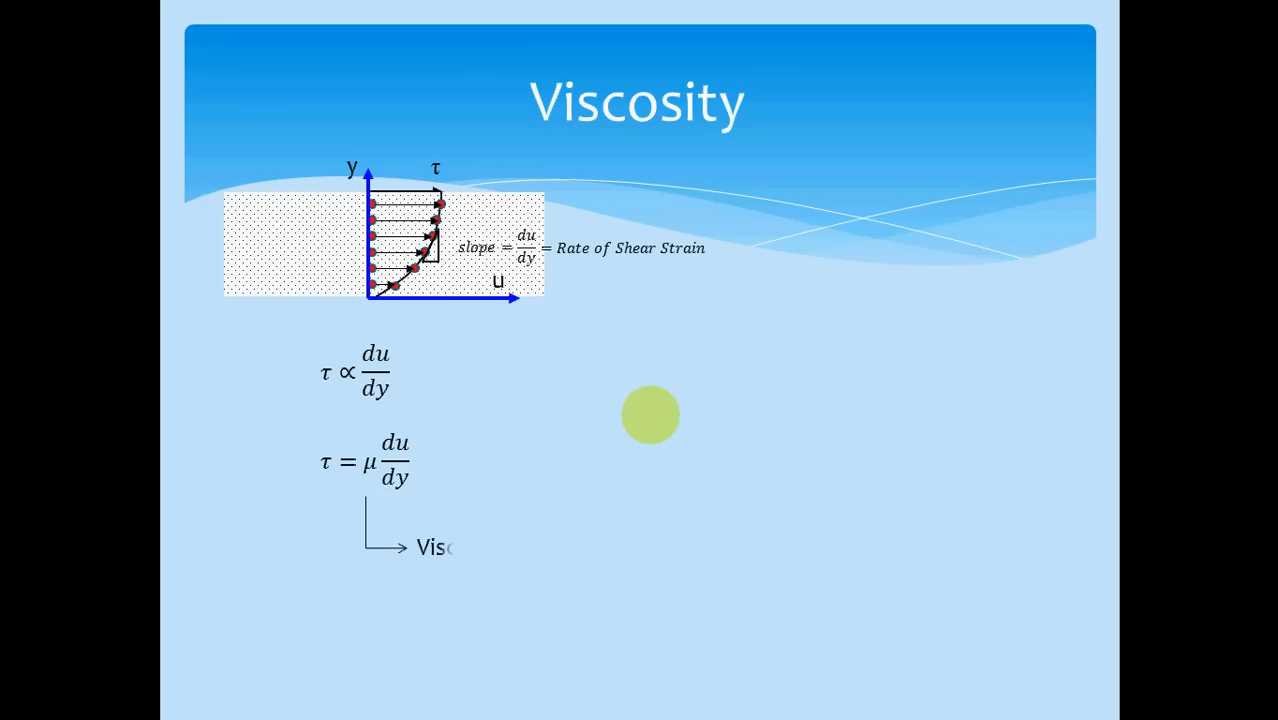 Viscosity
y
τ
slope = du/dy = Rate of Shear Strain
u
τ ∝ du/dy
τ = μ du/dy
Visc